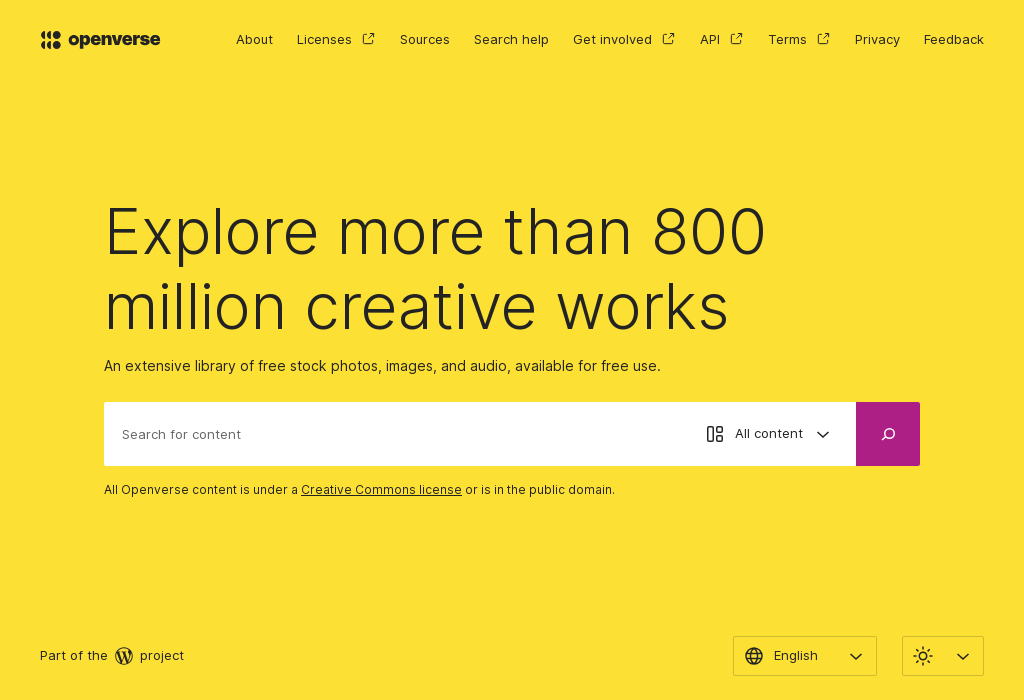 openverse
About Licenses Sources Search help Get involved API Terms Privacy Feedback
Explore more than 800
million creative works
An extensive library of free stock photos, images, and audio, available for free use.
Search for content All content
All Openverse content is under a Creative Commons license or is in the public domain.
Part of the project English